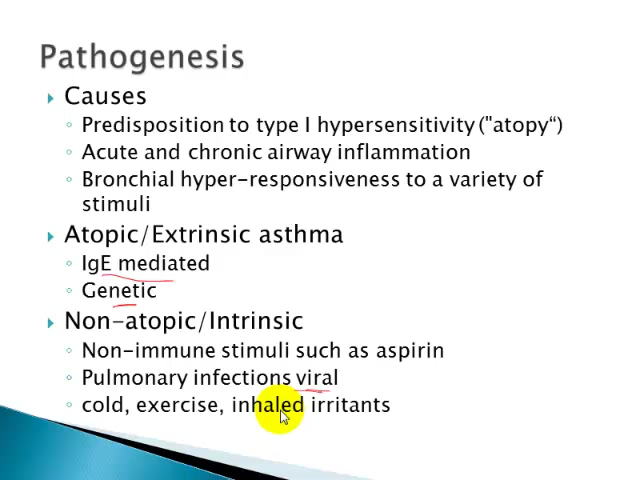 Pathogenesis
Causes
Predisposition to type I hypersensitivity ("atopy“)
Acute and chronic airway inflammation
Bronchial hyper-responsiveness to a variety of
stimuli
Atopic/Extrinsic asthma
IgE mediated
Genetic
Non-atopic/Intrinsic
Non-immune stimuli such as aspirin
Pulmonary infections viral
cold, exercise, inhaled irritants